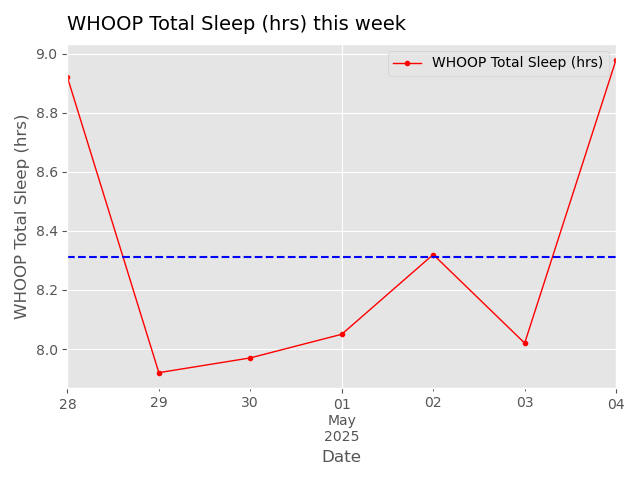 WHOOP Total Sleep (hrs) this week
WHOOP Total Sleep (hrs)
WHOOP Total Sleep (hrs)
9.0
8.8
8.6
8.4
8.2
8.0
28 29 30 01 02 03 04
May
2025
Date